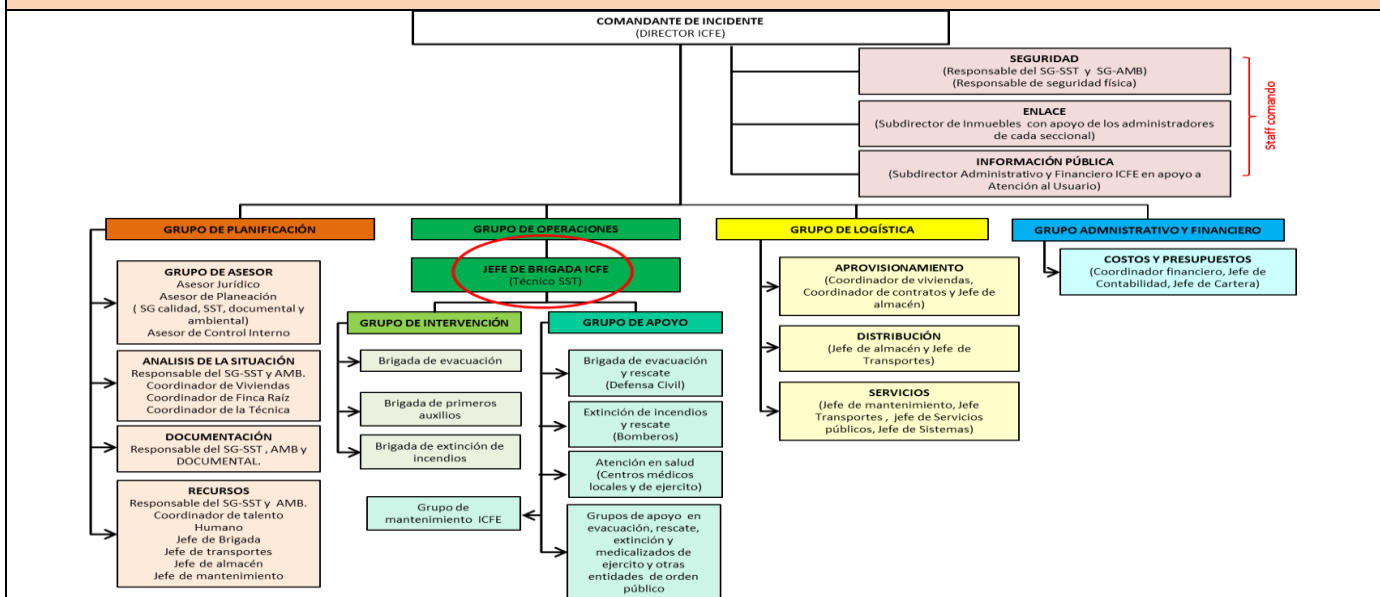 COMANDANTE DE INCIDENTE
(DIRECTOR ICFE)
SEGURIDAD
(Responsable del SG-SST y SG-AMB)
(Responsable de seguridad física)
ENLACE
(Subdirector de Inmuebles con apoyo de los administradores
de cada seccional)
INFORMACIÓN PÚBLICA
(Subdirector Administrativo y Financiero ICFE en apoyo a
Atención al Usuario)
Staff comando
GRUPO DE PLANIFICACIÓN
GRUPO DE ASESOR
Asesor Jurídico
Asesor de Planeación
( SG calidad, SST, documental y
ambiental)
Asesor de Control Interno
ANALISIS DE LA SITUACIÓN
Responsable del SG-SST y AMB.
Coordinador de Viviendas
Coordinador de Finca Raíz
Coordinador de la Técnica
DOCUMENTACIÓN
Responsable del SG-SST , AMB y
DOCUMENTAL.
RECURSOS
Responsable del SG-SST y AMB.
Coordinador de talento
Humano
Jefe de Brigada
Jefe de transportes
Jefe de almacén
Jefe de mantenimiento
GRUPO DE OPERACIONES
JEFE DE BRIGADA ICFE
(Técnico SST)
GRUPO DE INTERVENCIÓN
Brigada de evacuación
Brigada de primeros
auxilios
Brigada de extinción de
incendios
GRUPO DE APOYO
Brigada de evacuación
y rescate
(Defensa Civil)
Extinción de incendios
y rescate
(Bomberos)
Atención en salud
(Centros médicos
locales y de ejercito)
Grupo de
mantenimiento ICFE
Grupos de apoyo en
evacuación, rescate,
extinción y
medicalizados de
ejercito y otras
entidades de orden
público
GRUPO DE LOGÍSTICA
APROVISIONAMIENTO
(Coordinador de viviendas,
Coordinador de contratos y Jefe de
almacén)
DISTRIBUCIÓN
(Jefe de almacén y Jefe de
Transportes)
SERVICIOS
(Jefe de mantenimiento, Jefe
Transportes , jefe de Servicios
públicos, Jefe de Sistemas)
GRUPO ADMNISTRATIVO Y FINANCIERO
COSTOS Y PRESUPUESTOS
(Coordinador financiero, Jefe de
Contabilidad, Jefe de Cartera)